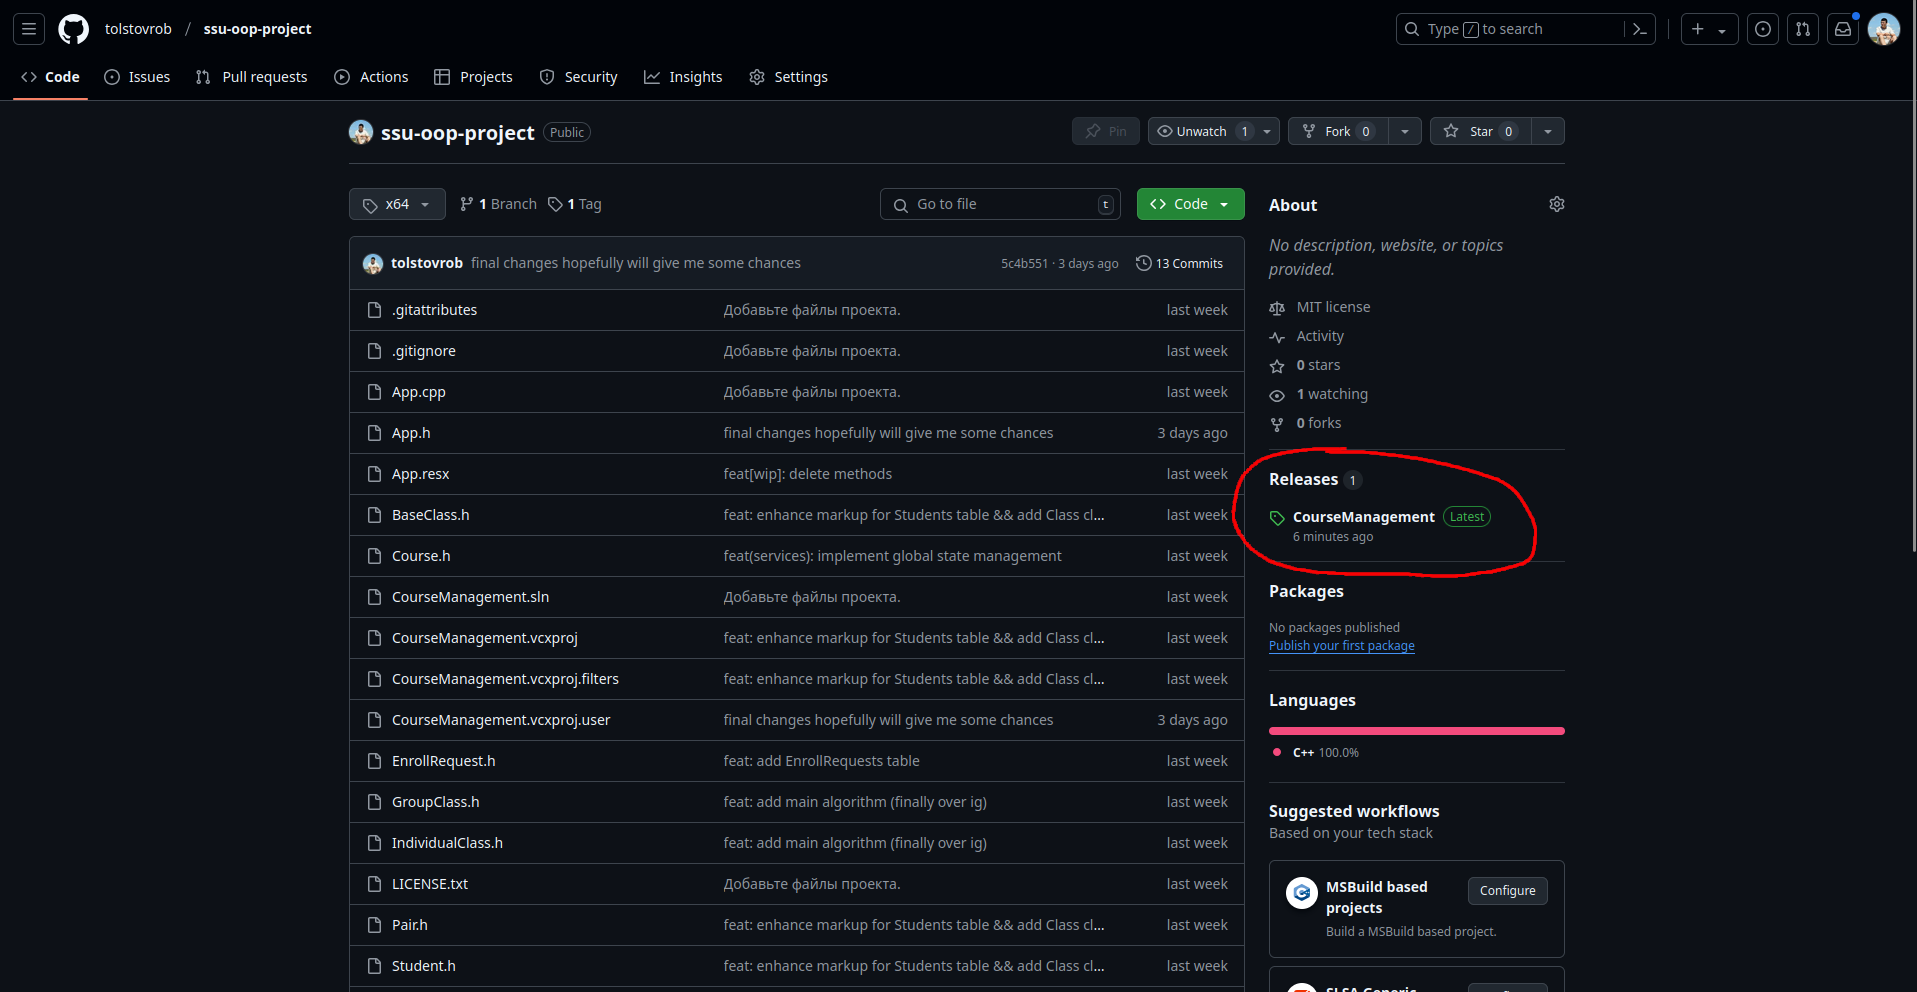 tolstovrob / ssu-oop-project
Type / to search
Code Issues Pull requests Actions Projects Security Insights Settings
ssu-oop-project Public
Pin Unwatch 1 Fork 0 Star 0
x64 1 Branch 1 Tag Go to file t Code
tolstovrob final changes hopefully will give me some chances 5c4b551 · 3 days ago 13 Commits
.gitattributes Добавьте файлы проекта. last week
.gitignore Добавьте файлы проекта. last week
App.cpp Добавьте файлы проекта. last week
App.h final changes hopefully will give me some chances 3 days ago
App.resx feat[wip]: delete methods last week
BaseClass.h feat: enhance markup for Students table && add Class cl... last week
Course.h feat(services): implement global state management last week
CourseManagement.sln Добавьте файлы проекта. last week
CourseManagement.vcxproj feat: enhance markup for Students table && add Class cl... last week
CourseManagement.vcxproj.filters feat: enhance markup for Students table && add Class cl... last week
CourseManagement.vcxproj.user final changes hopefully will give me some chances 3 days ago
EnrollRequest.h feat: add EnrollRequests table last week
GroupClass.h feat: add main algorithm (finally over ig) last week
IndividualClass.h feat: add main algorithm (finally over ig) last week
LICENSE.txt Добавьте файлы проекта. last week
Pair.h feat: enhance markup for Students table && add Class cl... last week
Student.h feat: enhance markup for Students table && add Class cl... last week
About
No description, website, or topics
provided.
MIT license
Activity
0 stars
1 watching
0 forks
Releases 1
CourseManagement Latest
6 minutes ago
Packages
No packages published
Publish your first package
Languages
C++ 100.0%
Suggested workflows
Based on your tech stack
MSBuild based
projects
Configure
Build a MSBuild based project.
SLSA Generic